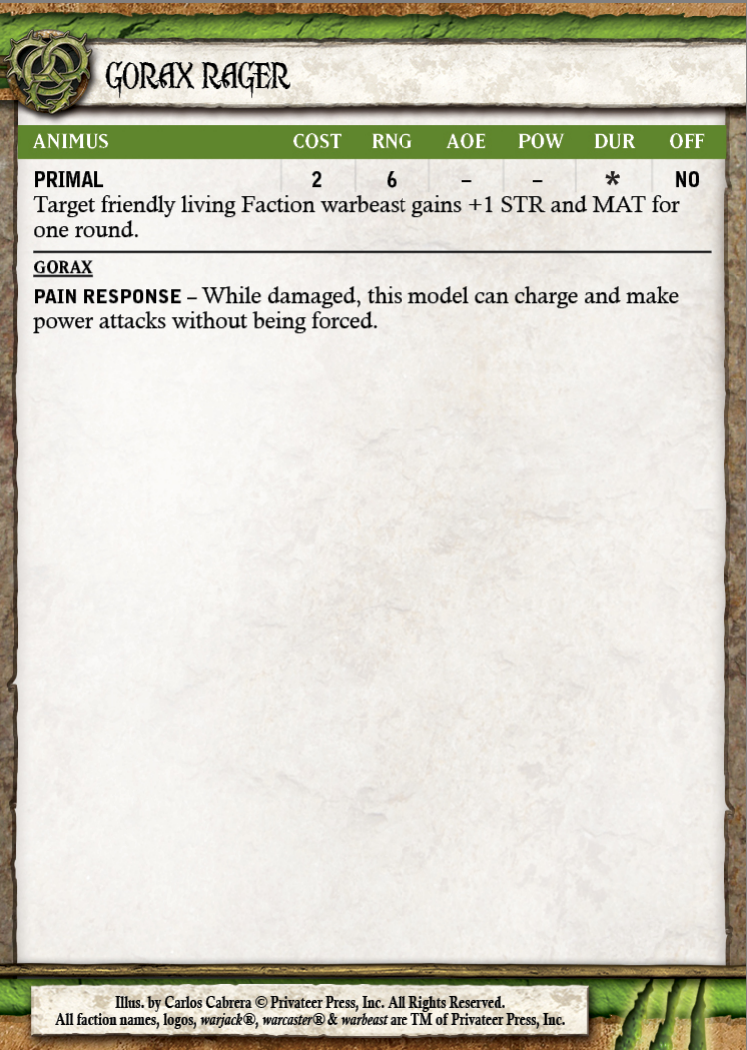 GORAX RAGER
ANIMUS COST RNG AOE POW DUR OFF
PRIMAL 2 6 – – * NO
Target friendly living Faction warbeast gains +1 STR and MAT for
one round.
GORAX
PAIN RESPONSE – While damaged, this model can charge and make
power attacks without being forced.
Illus. by Carlos Cabrera © Privateer Press, Inc. All Rights Reserved.
All faction names, logos, warjack®, warcaster® & warbeast are TM of Privateer Press, Inc.